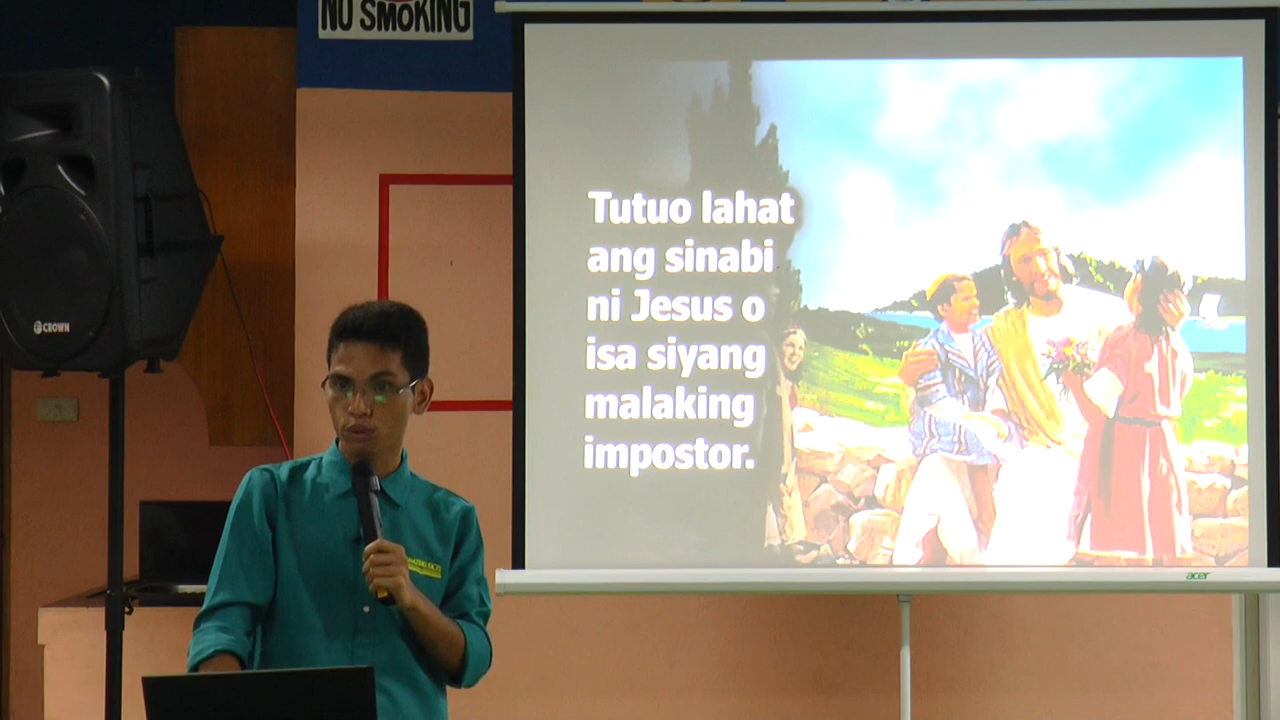 NO SMOKING
CROWN
Tutuo lahat
ang sinabi
ni Jesus o
isa siyang
malaking
impostor.
acer